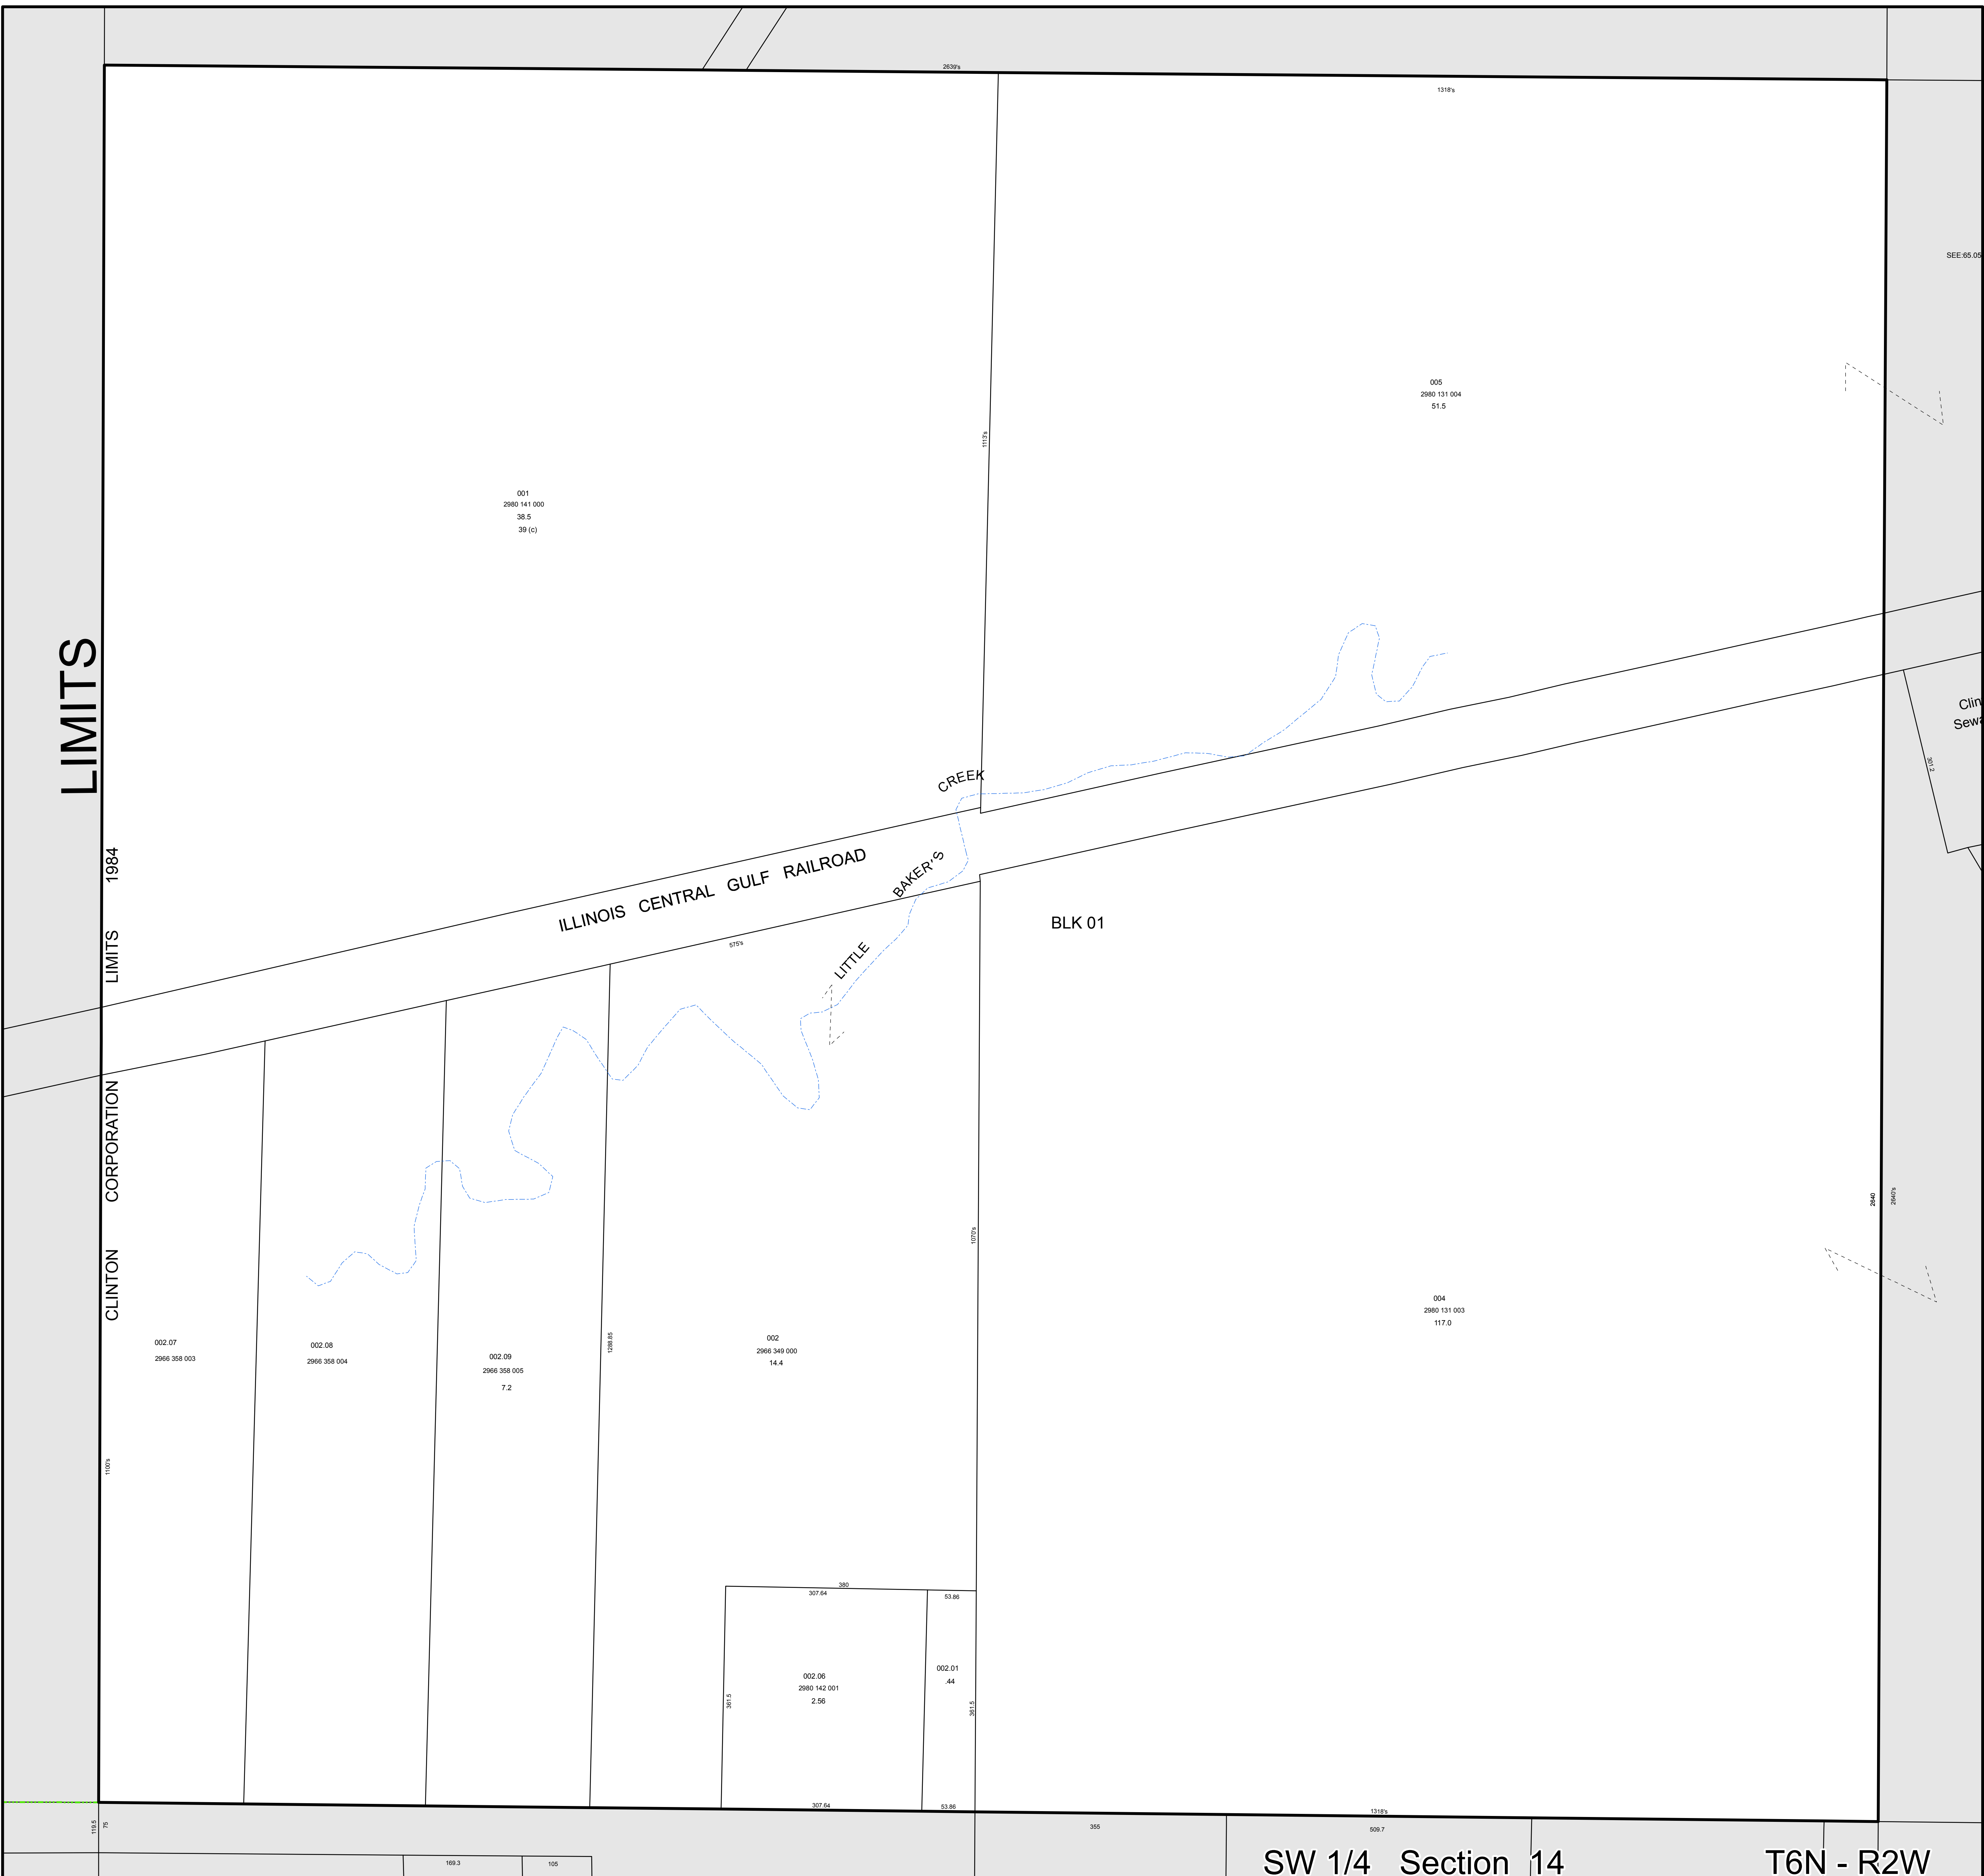 2639's
1318's
SEE:65.05
005
2980 131 004
51.5
1113's
001
2980 141 000
38.5
39 (c)
LIMITS
Clin
Sewa
301.2
CREEK
BAKER'S
LITTLE
ILLINOIS CENTRAL GULF RAILROAD
575's
BLK 01
CLINTON CORPORATION LIMITS 1984
1070's
2640
2640's
004
2980 131 003
117.0
002.07
2966 358 003
002.08
2966 358 004
002.09
2966 358 005
7.2
1288.85
002
2966 349 000
14.4
1100's
380
307.64
53.86
002.06
2980 142 001
2.56
002.01
.44
361.5
361.5
307.64
53.86
1318's
119.5
75
355
509.7
169.3
105
SW 1/4 Section 14
T6N - R2W